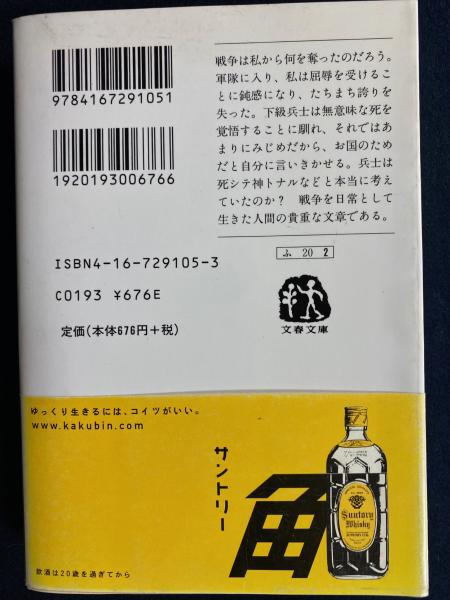 戦争は私から何を奪ったのだろう。
軍隊に入り、私は屈辱を受けるこ
とに鈍感になり、たちまち誇りを
失った。下級兵士は無意味な死を
覚悟することに馴れ、それではあ
まりにみじめだから、お国のため
だと自分に言いきかせる。兵士は
死シテ神トナルなどと本当に考え
ていたのか？ 戦争を日常として
生きた人間の貴重な文章である。
9784167291051
1920193006766
ISBN4-16-729105-3
C0193 ¥676E
定価(本体676円+税)
ふ 20 2
文春文庫
ゆっくり生きるには、コイツがいい。
www.kakubin.com
サントリー
角
Suntory
Whisky
飲酒は20歳を過ぎてから